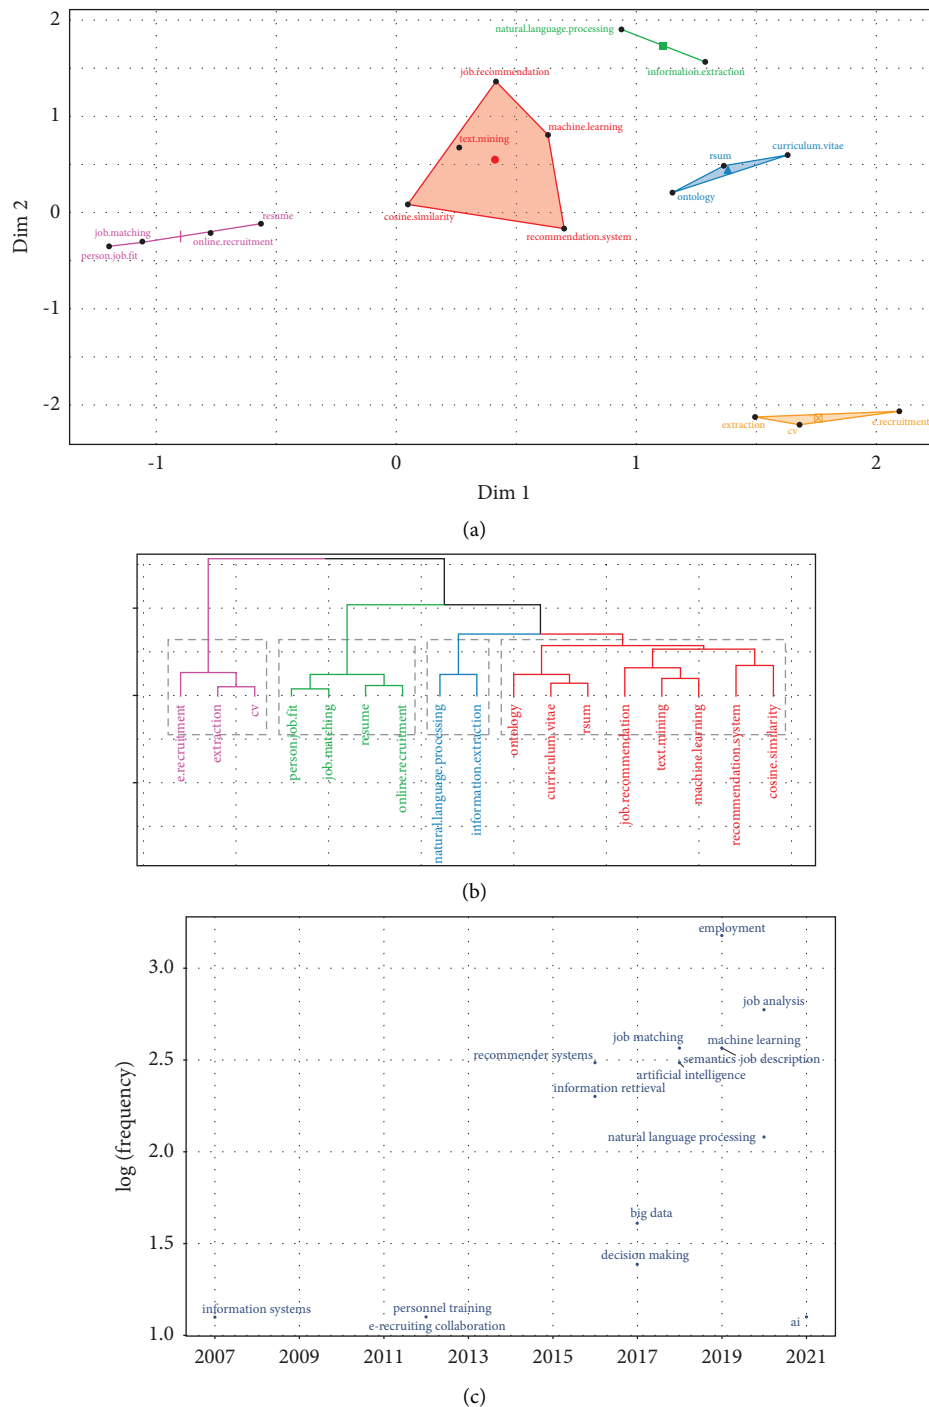 2
natural.language.processing
information.extraction
job.recommendation
1
machine.learning
text.mining
curriculum.vitae
rsum
ontology
Dim 2
0
resume
cosine.similarity
job.matching
recommendation.system
online.recruitment
person.job.fit
-1
-2
extraction
cv
e.recruitment
-1
0
1
2
Dim 1
(a)
e.recruitment
extraction
cv
person.job.fit
job.matching
resume
online.recruitment
natural.language.processing
information.extraction
ontology
curriculum.vitae
rsum
job.recommendation
text.mining
machine.learning
recommendation.system
cosine.similarity
(b)
employment
3.0
job analysis
job matching
machine learning
2.5
recommender systems
semantics job description
artificial intelligence
information retrieval
log (frequency)
2.0
natural language processing
big data
1.5
decision making
information systems
personnel training
e-recruiting collaboration
ai
1.0
2007
2009
2011
2013
2015
2017
2019
2021
(c)